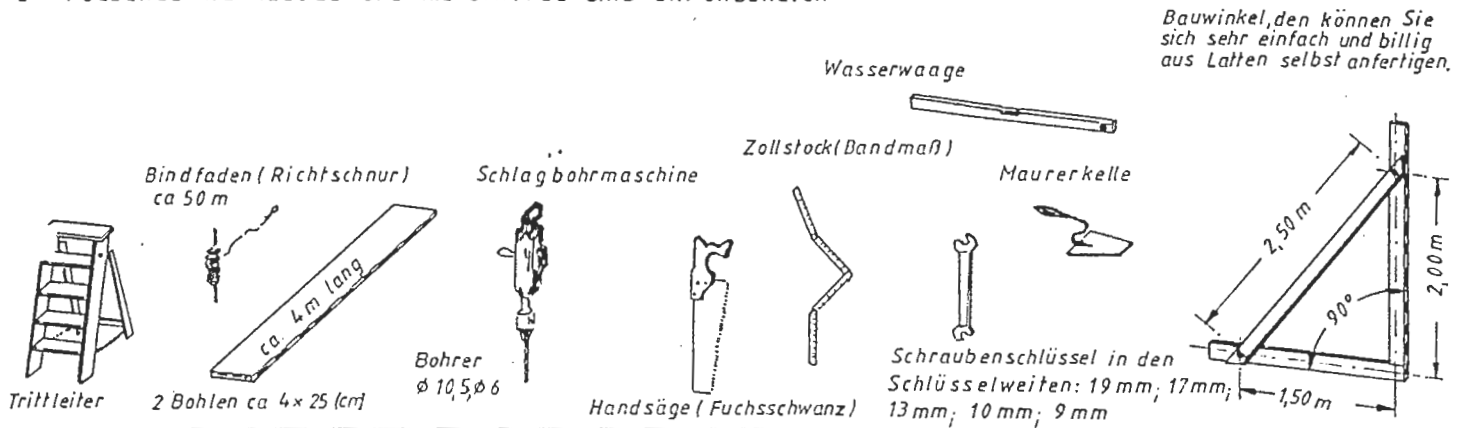 Bauwinkel, den können Sie
sich sehr einfach und billig
aus Latten selbst anfertigen.
Wasserwaage
Zollstock (Bandmaß)
Bindfaden (Richtschnur)
ca 50 m
Schlagbohrmaschine
Maurerkelle
ca. 4 m lang
2,50 m
2,00 m
90°
1,50 m
Trittleiter
2 Bohlen ca 4 x 25 (cm)
Bohrer
ø 10,5, ø 6
Handsäge (Fuchsschwanz)
Schraubenschlüssel in den
Schlüsselweiten: 19 mm; 17 mm;
13 mm; 10 mm; 9 mm